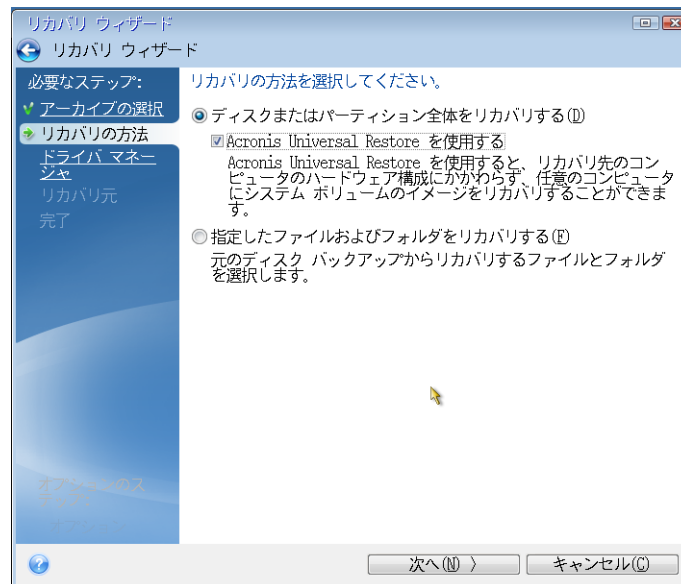 リカバリ ウィザード
リカバリ ウィザード
必要なステップ:
アーカイブの選択
リカバリの方法
ドライバ マネー
ジャ
リカバリ元
完了
リカバリの方法を選択してください。
ディスクまたはパーティション全体をリカバリする(D)
Acronis Universal Restore を使用する
Acronis Universal Restore を使用すると、リカバリ先のコン
ピュータのハードウェア構成にかかわらず、任意のコンピュータ
にシステム ボリュームのイメージをリカバリすることができま
す。
指定したファイルおよびフォルダをリカバリする(F)
元のディスク バックアップからリカバリするファイルとフォルダ
を選択します。
オプションのス
テップ:
次へ(N) 〉
キャンセル(C)